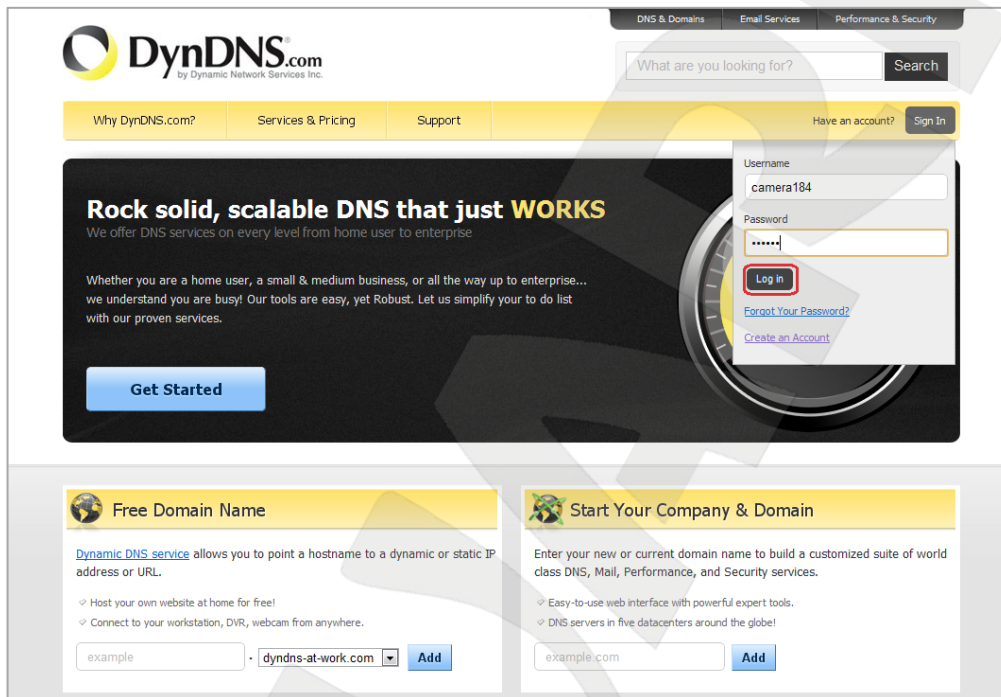 DNS & Domains Email Services Performance & Security
DynDNS.com
by Dynamic Network Services Inc.
What are you looking for? Search
Why DynDNS.com? Services & Pricing Support Have an account? Sign In
Username
camera184
Password
••••••
Log in
Forgot Your Password?
Create an Account
Rock solid, scalable DNS that just WORKS
We offer DNS services on every level from home user to enterprise
Whether you are a home user, a small & medium business, or all the way up to enterprise...
we understand you are busy! Our tools are easy, yet Robust. Let us simplify your to do list
with our proven services.
Get Started
Free Domain Name
Dynamic DNS service allows you to point a hostname to a dynamic or static IP
address or URL.
Host your own website at home for free!
Connect to your workstation, DVR, webcam from anywhere.
example . dyndns-at-work.com Add
Start Your Company & Domain
Enter your new or current domain name to build a customized suite of world
class DNS, Mail, Performance, and Security services.
Easy-to-use web interface with powerful expert tools.
DNS servers in five datacenters around the globe!
example.com Add